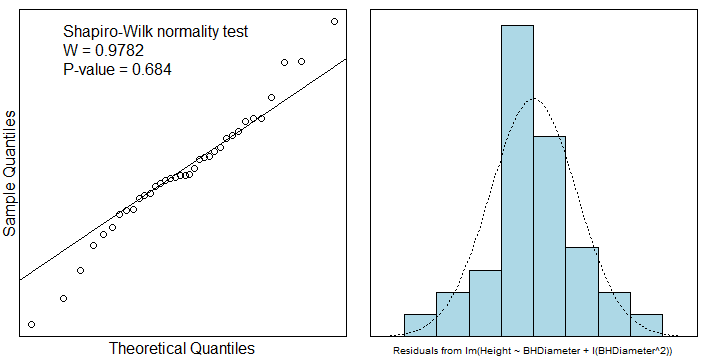 Shapiro-Wilk normality test
W = 0.9782
P-value = 0.684
Sample Quantiles
Theoretical Quantiles
Residuals from lm(Height ~ BHDiameter + I(BHDiameter^2))